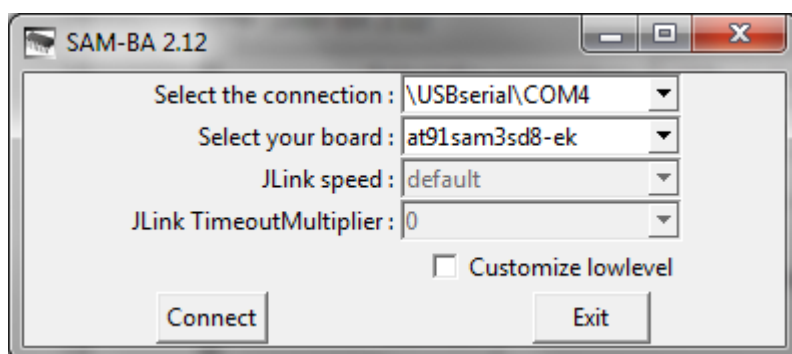 SAM-BA 2.12
Select the connection : \USBserial\COM4
Select your board : at91sam3sd8-ek
JLink speed : default
JLink TimeoutMultiplier : 0
Customize lowlevel
Connect Exit